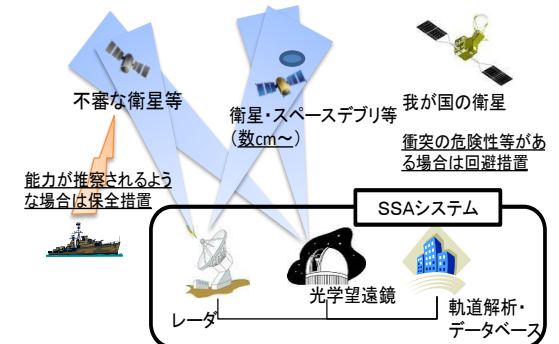 不審な衛星等
衛星・スペースデブリ等
（数cm～）
我が国の衛星
衝突の危険性等があ
る場合は回避措置
能力が推察されるよう
な場合は保全措置
SSAシステム
レーダ
光学望遠鏡
軌道解析・
データベース